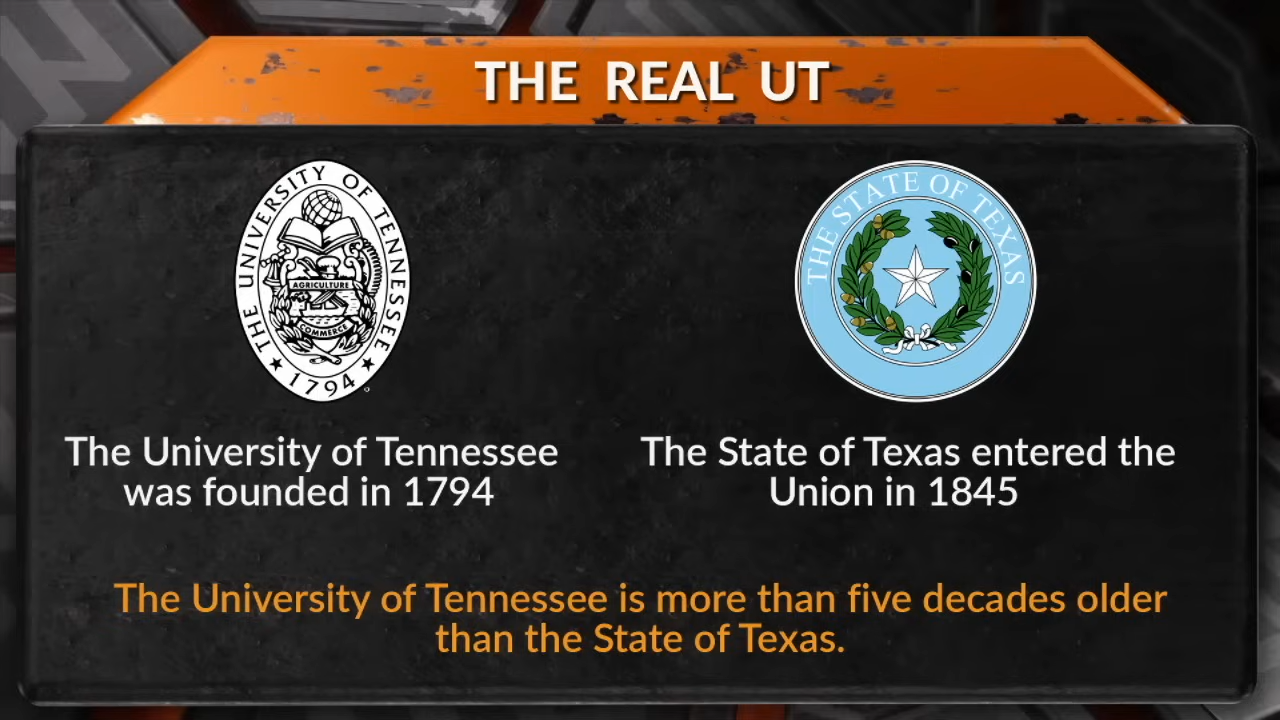 THE REAL UT
THE UNIVERSITY OF TENNESSEE
AGRICULTURE
COMMERCE
1794
THE STATE OF TEXAS
The University of Tennessee
was founded in 1794
The State of Texas entered the
Union in 1845
The University of Tennessee is more than five decades older
than the State of Texas.